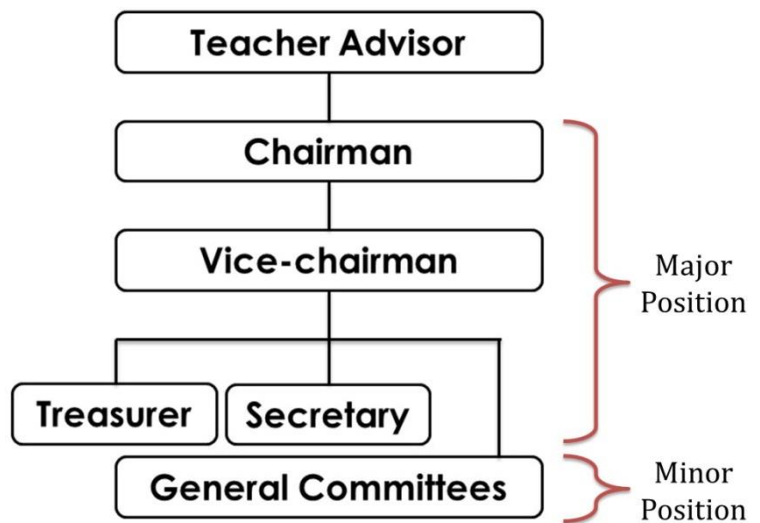 Teacher Advisor
Chairman
Vice-chairman
Major
Position
Treasurer
Secretary
General Committees
Minor
Position